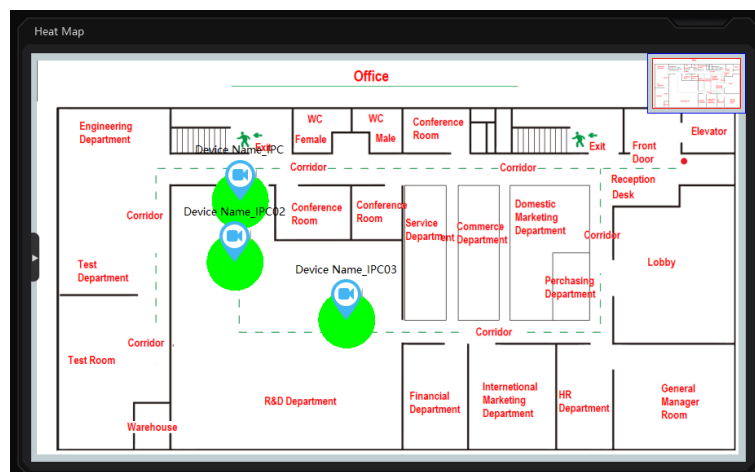 Heat Map
Office
Engineering
Department
WC
Female
WC
Male
Conference
Room
Exit
Exit
Front
Door
Elevator
Device Name_IPC
Corridor
Corridor
Reception
Desk
Device Name_IPC02
Corridor
Conference
Room
Conference
Room
Service
Department
Commerce
Department
Domestic
Marketing
Department
Corridor
Test
Department
Device Name_IPC03
Perchasing
Department
Lobby
Corridor
Corridor
Test Room
R&D Department
Financial
Department
International
Marketing
Department
HR
Department
General
Manager
Room
Warehouse